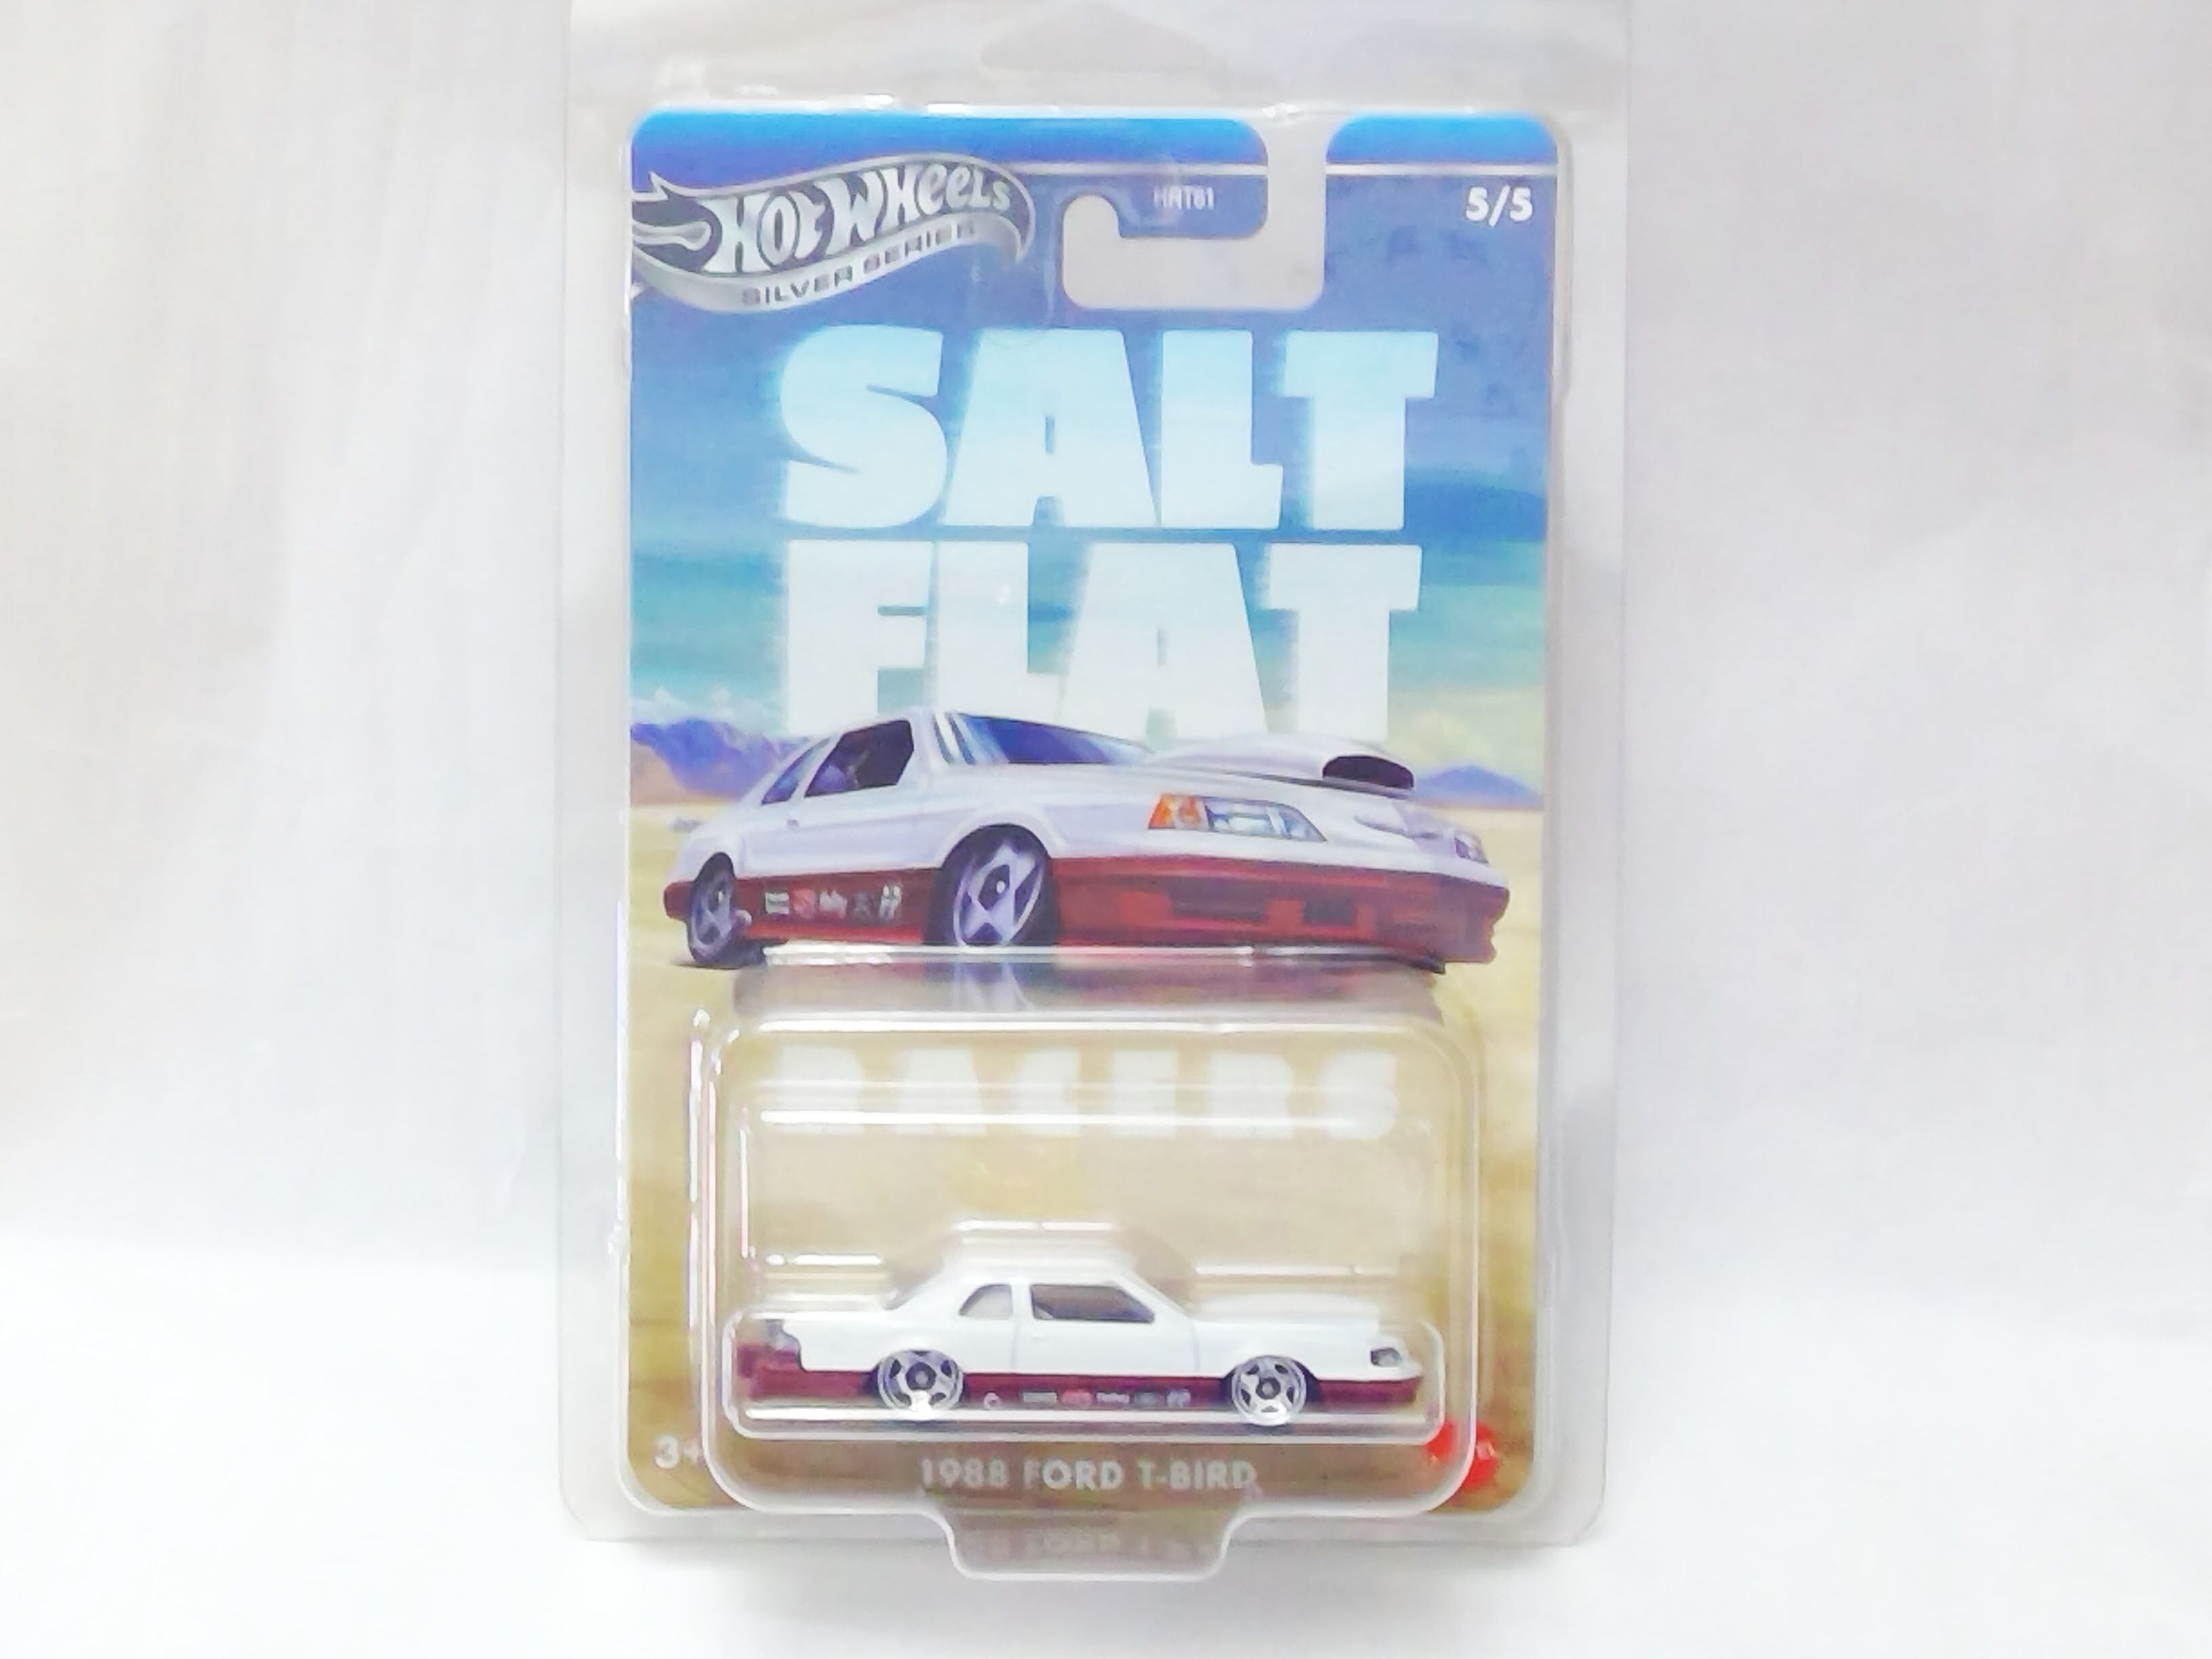 HOT WHEELS
SILVER SERIES
HRT81
5/5
SALT
FLAT
RACERS
3+
1988 FORD T-BIRD